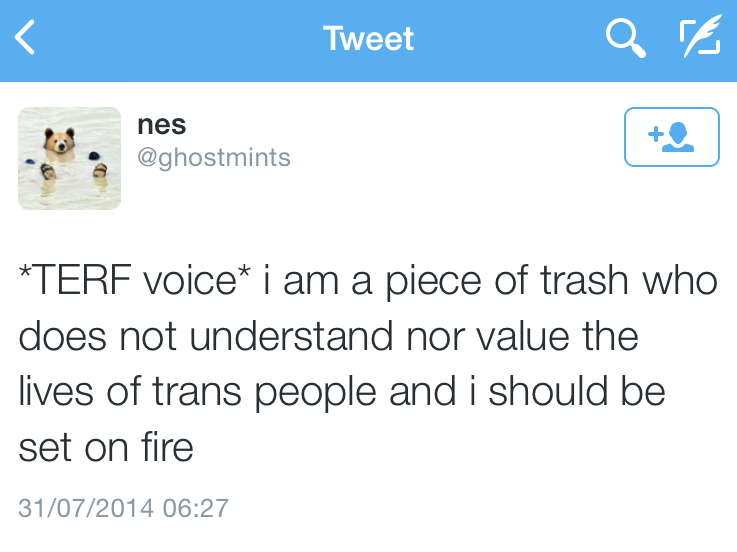 Tweet
nes
@ghostmints
*TERF voice* i am a piece of trash who
does not understand nor value the
lives of trans people and i should be
set on fire
31/07/2014 06:27